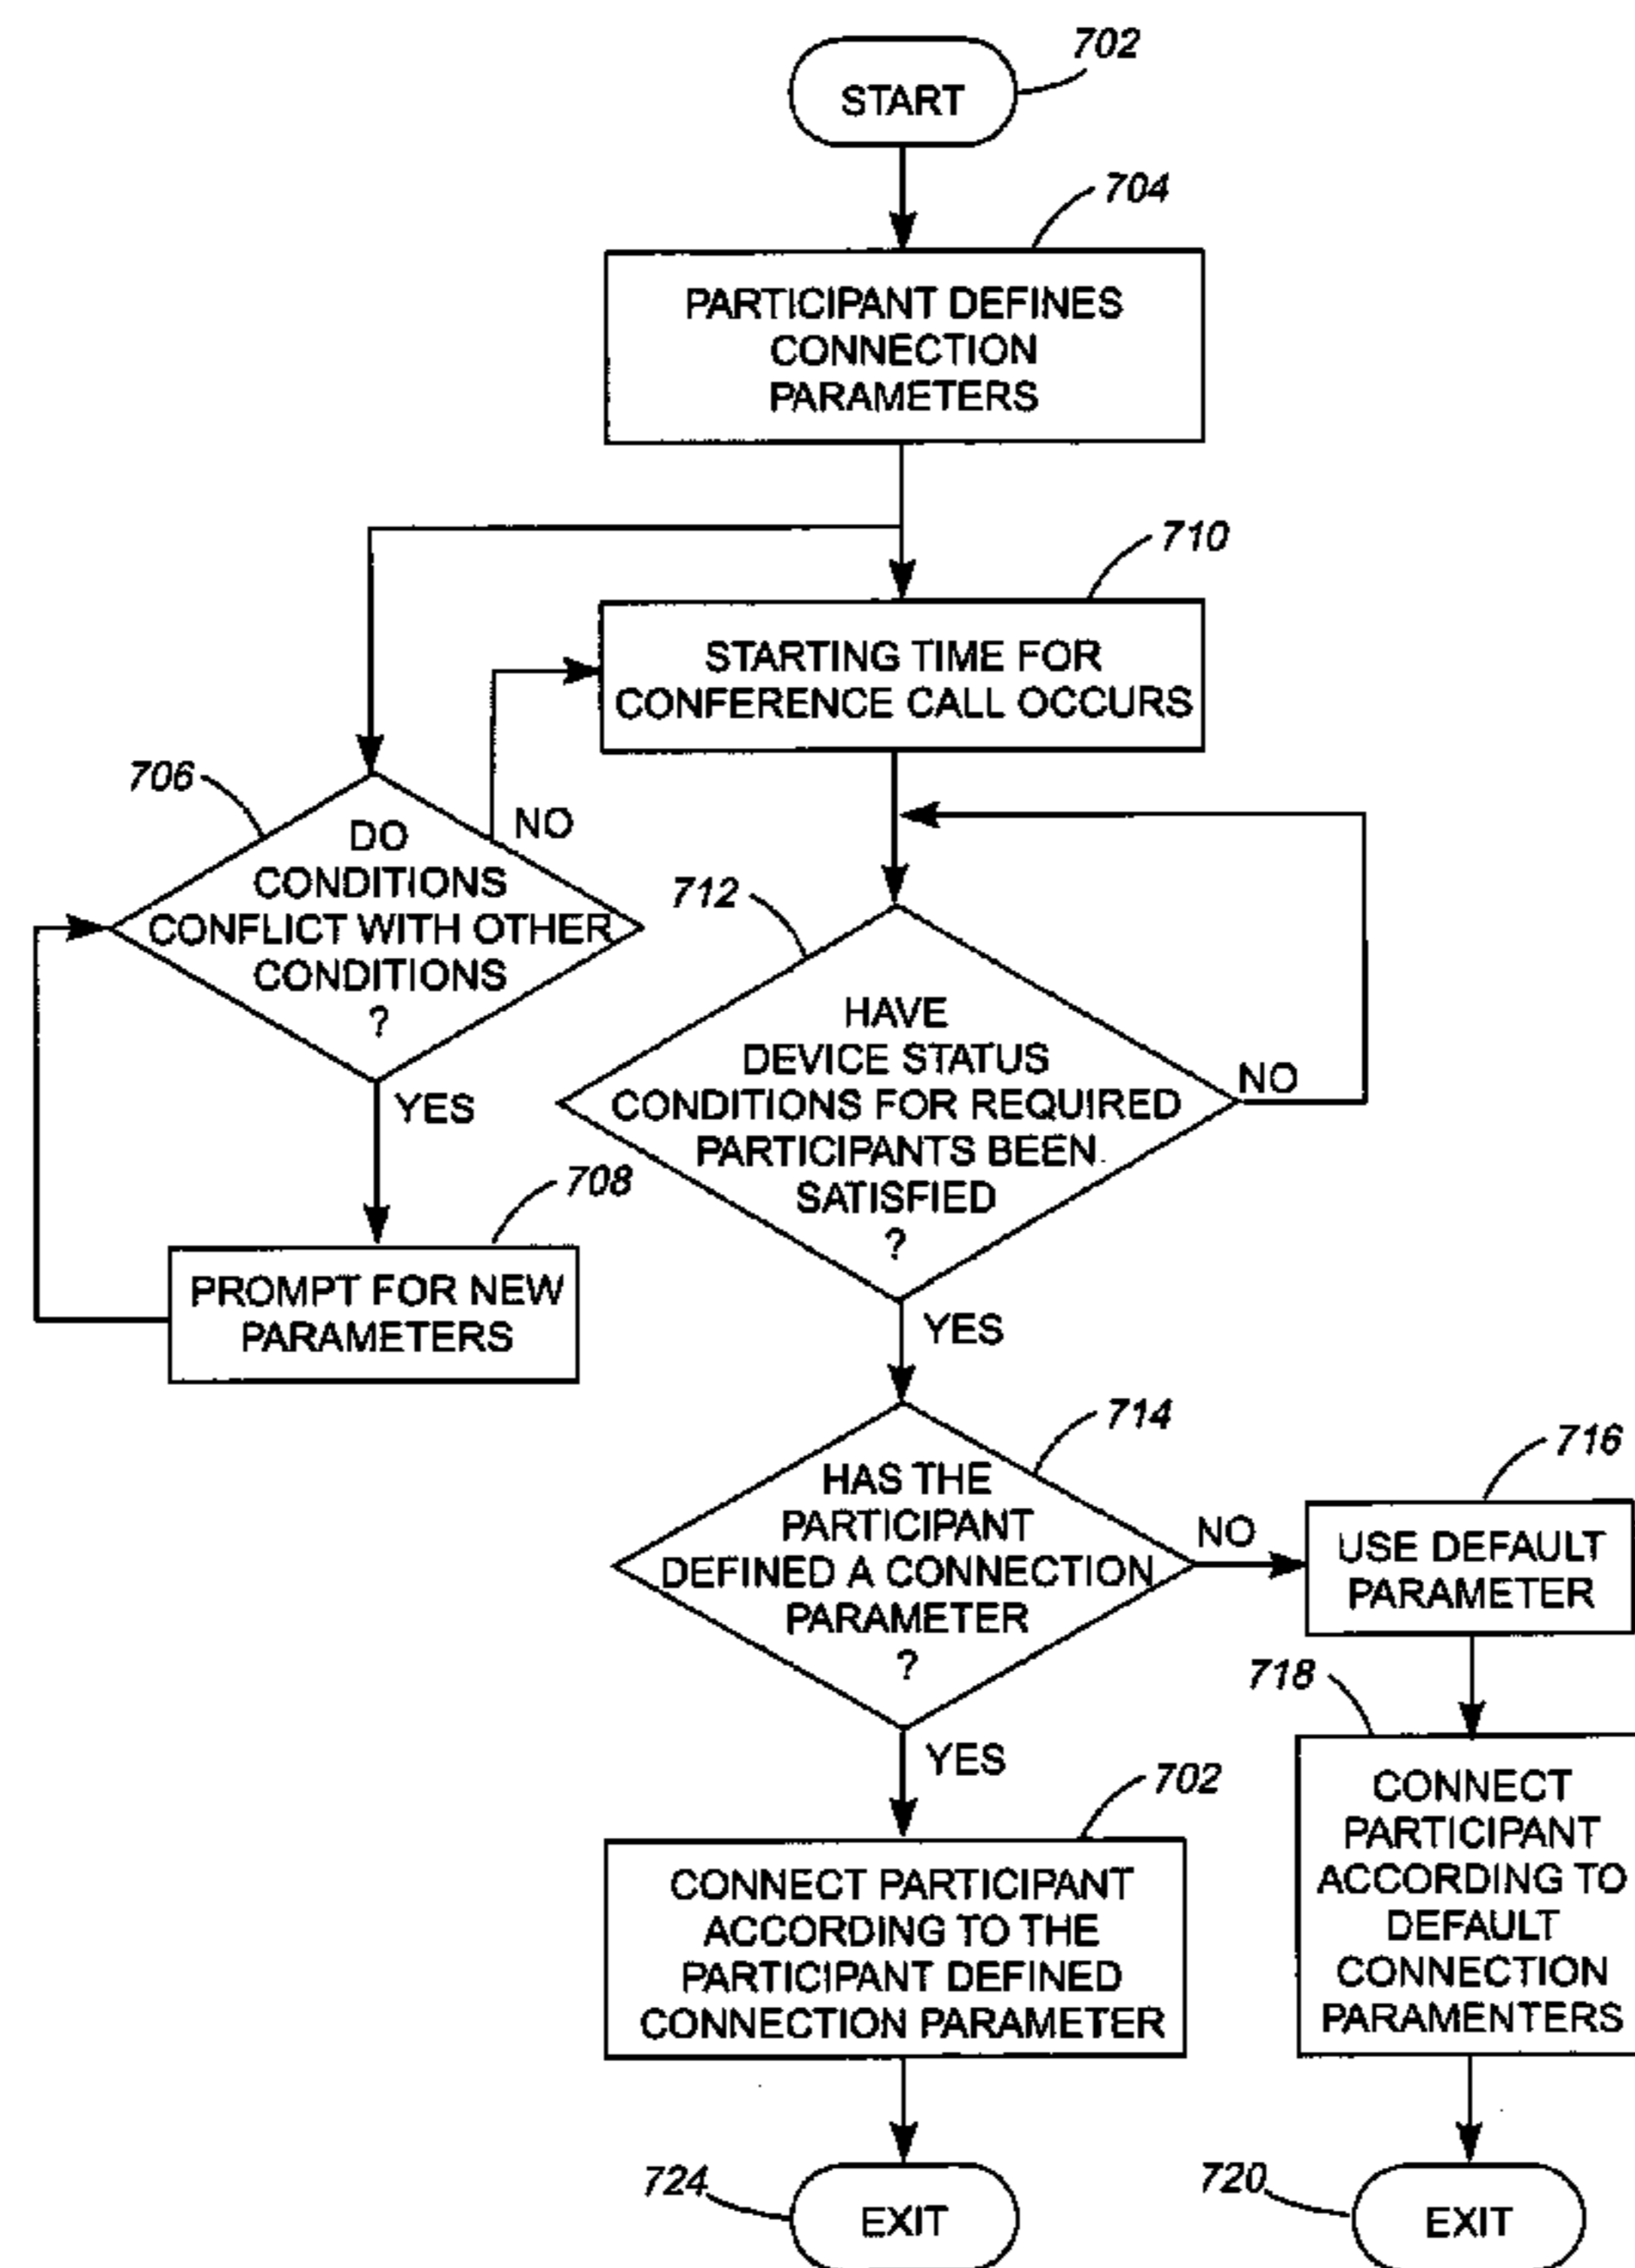 702
START
704
PARTICIPANT DEFINES
CONNECTION
PARAMETERS
710
STARTING TIME FOR
CONFERENCE CALL OCCURS
706
DO
CONDITIONS
CONFLICT WITH OTHER
CONDITIONS
?
NO
YES
708
PROMPT FOR NEW
PARAMETERS
712
HAVE
DEVICE STATUS
CONDITIONS FOR REQUIRED
PARTICIPANTS BEEN
SATISFIED
?
NO
YES
714
HAS THE
PARTICIPANT
DEFINED A CONNECTION
PARAMETER
?
NO
YES
716
USE DEFAULT
PARAMETER
718
CONNECT
PARTICIPANT
ACCORDING TO
DEFAULT
CONNECTION
PARAMENTERS
702
CONNECT PARTICIPANT
ACCORDING TO THE
PARTICIPANT DEFINED
CONNECTION PARAMETER
724
EXIT
720
EXIT